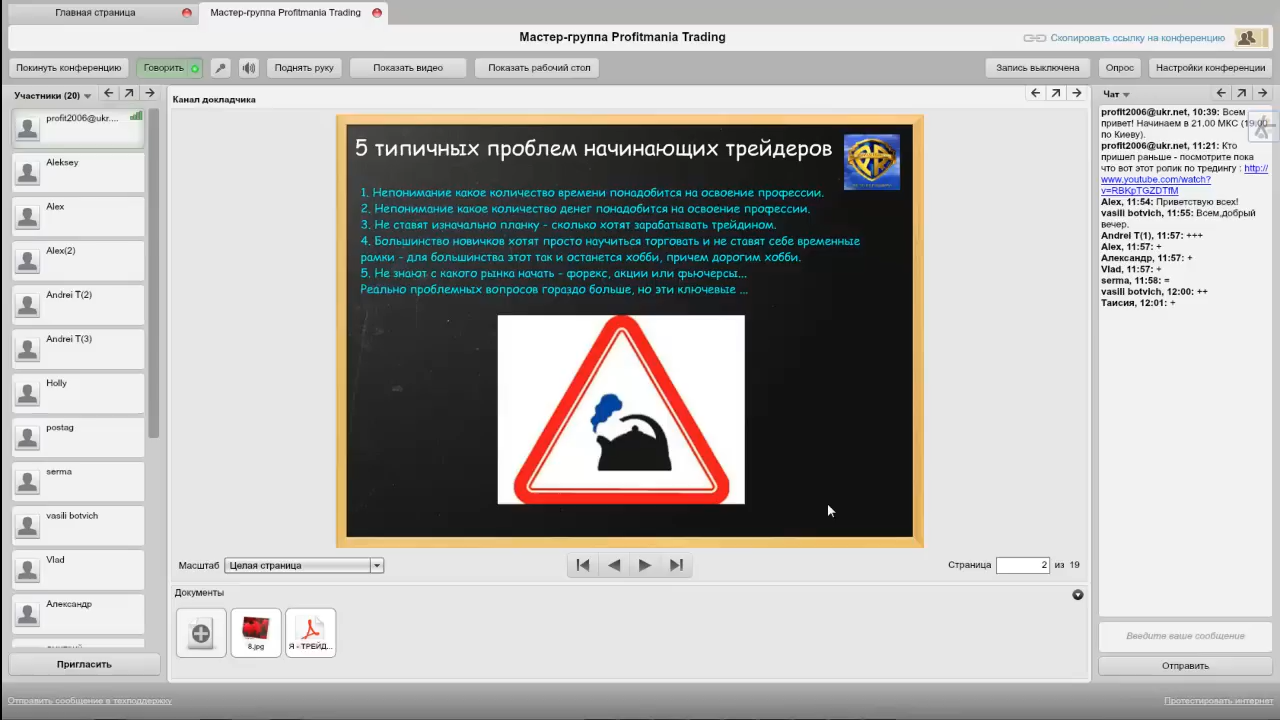 Главная страница
Мастер-группа Profitmania Trading
Мастер-группа Profitmania Trading
Скопировать ссылку на конференцию
Покинуть конференцию
Говорить
Поднять руку
Показать видео
Показать рабочий стол
Запись выключена
Опрос
Настройки конференции
Участники (20)
profit2006@ukr....
Aleksey
Alex
Alex(2)
Andrei T(2)
Andrei T(3)
Holly
postag
serma
vasili botvich
Vlad
Александр
Пригласить
Канал докладчика
5 типичных проблем начинающих трейдеров
1. Непонимание какое количество времени понадобится на освоение профессии.
2. Непонимание какое количество денег понадобится на освоение профессии.
3. Не ставят изначально планку - сколько хотят зарабатывать трейдином.
4. Большинство новичков хотят просто научиться торговать и не ставят себе временные
рамки - для большинства этот так и останется хобби, причем дорогим хобби.
5. Не знают с какого рынка начать - форекс, акции или фьючерсы...
Реально проблемных вопросов гораздо больше, но эти ключевые ...
Масштаб
Целая страница
Страница
2
из 19
Документы
8.jpg
Я - ТРЕЙД...
Чат
profit2006@ukr.net, 10:39: Всем
привет! Начинаем в 21.00 МКС (19:00
по Киеву).
profit2006@ukr.net, 11:21: Кто
пришел раньше - посмотрите пока
что вот этот ролик по тредингу : http://
www.youtube.com/watch?
v=RBKpTGZDTfM
Alex, 11:54: Приветствую всех!
vasili botvich, 11:55: Всем,добрый
вечер.
Andrei T(1), 11:57: +++
Alex, 11:57: +
Александр, 11:57: +
Vlad, 11:57: +
serma, 11:58: =
vasili botvich, 12:00: ++
Таисия, 12:01: +
Введите ваше сообщение
Отправить
Отправить сообщение в техподдержку
Протестировать интернет